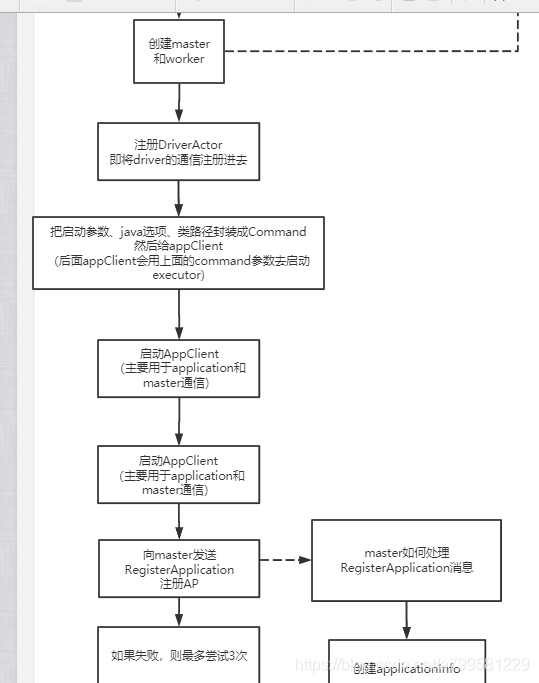 创建master
和worker
注册DriverActor
即将driver的通信注册进去
把启动参数、java选项、类路径封装成Command
然后给appClient
（后面appClient会用上面的command参数去启动
executor)
启动AppClient
（主要用于application和
master通信）
启动AppClient
（主要用于application和
master通信）
向master发送
RegisterApplication
注册AP
master如何处理
RegisterApplication消息
如果失败，则最多尝试3次
创建applicationInfo